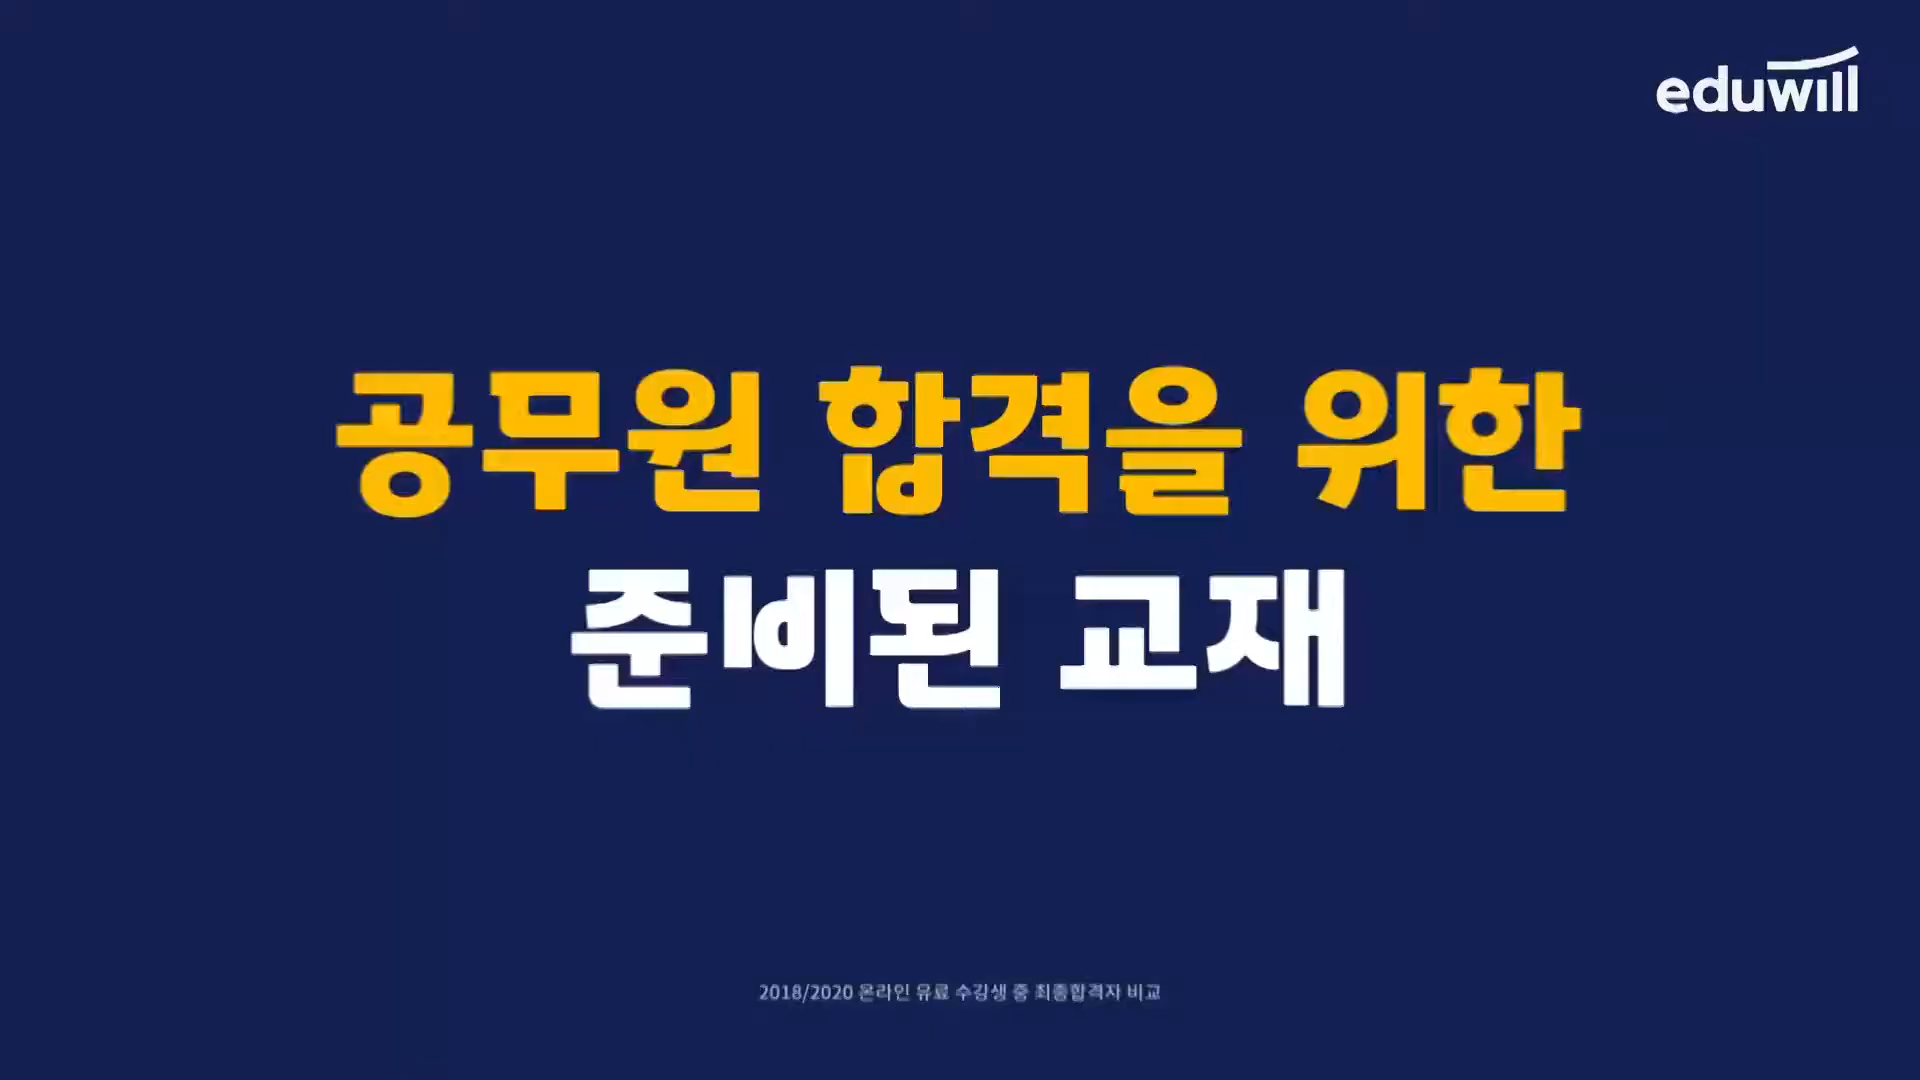 eduwill
공무원 합격을 위한
준비된 교재
2018/2020 온라인 유료 수강생 중 최종합격자 비교